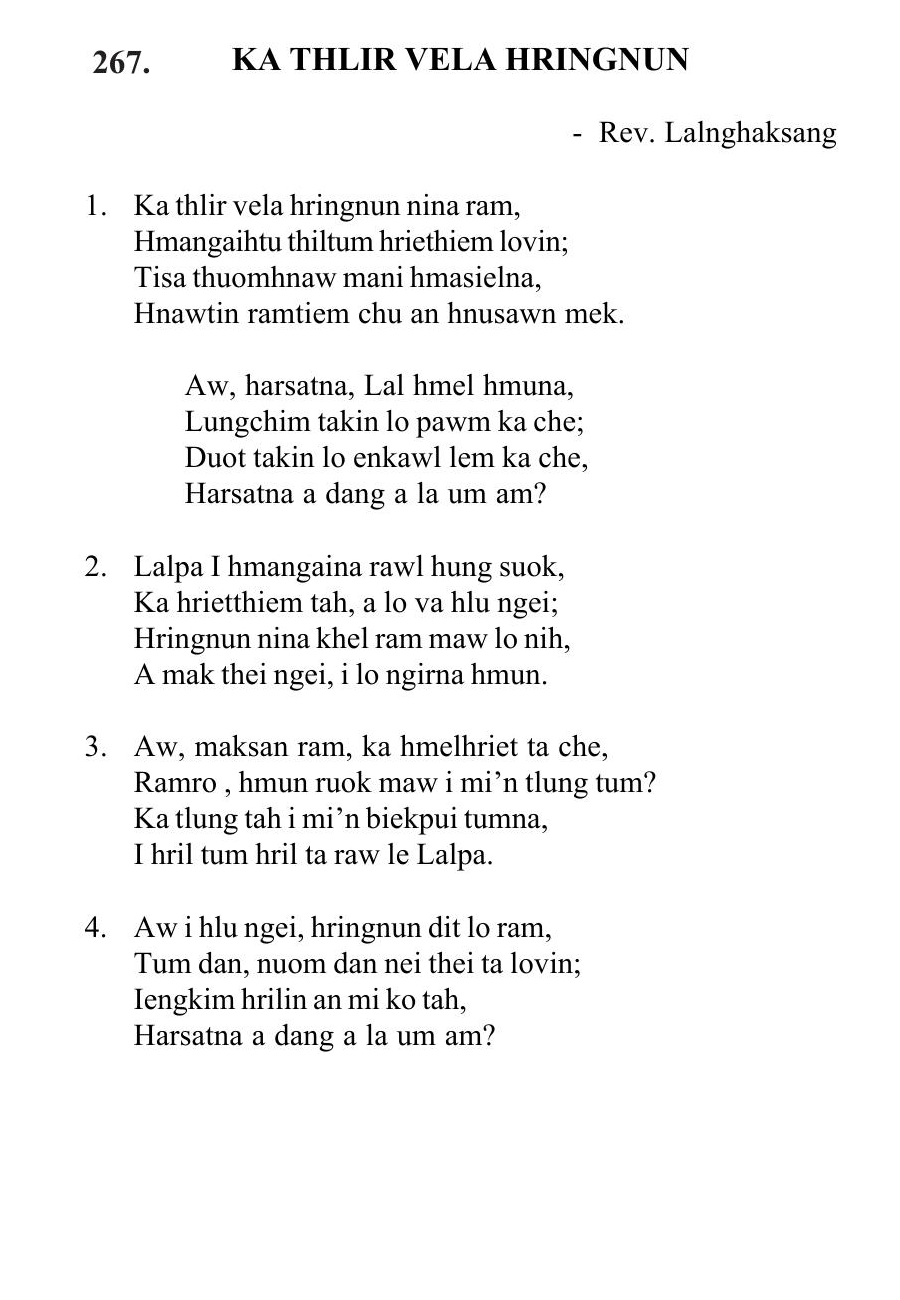 267. KA THLIR VELA HRINGNUN
- Rev. Lalnghaksang
1. Ka thlir vela hringnun nina ram,
Hmangaihtu thiltum hriethiem lovin;
Tisa thuomhnaw mani hmasielna,
Hnawtin ramtiem chu an hnusawn mek.
Aw, harsatna, Lal hmel hmuna,
Lungchim takin lo pawm ka che;
Duot takin lo enkawl lem ka che,
Harsatna a dang a la um am?
2. Lalpa I hmangaina rawl hung suok,
Ka hrietthiem tah, a lo va hlu ngei;
Hringnun nina khel ram maw lo nih,
A mak thei ngei, i lo ngirna hmun.
3. Aw, maksan ram, ka hmelhriet ta che,
Ramro , hmun ruok maw i mi’n tlung tum?
Ka tlung tah i mi’n biekpui tumna,
I hril tum hril ta raw le Lalpa.
4. Aw i hlu ngei, hringnun dit lo ram,
Tum dan, nuom dan nei thei ta lovin;
Iengkim hrilin an mi ko tah,
Harsatna a dang a la um am?